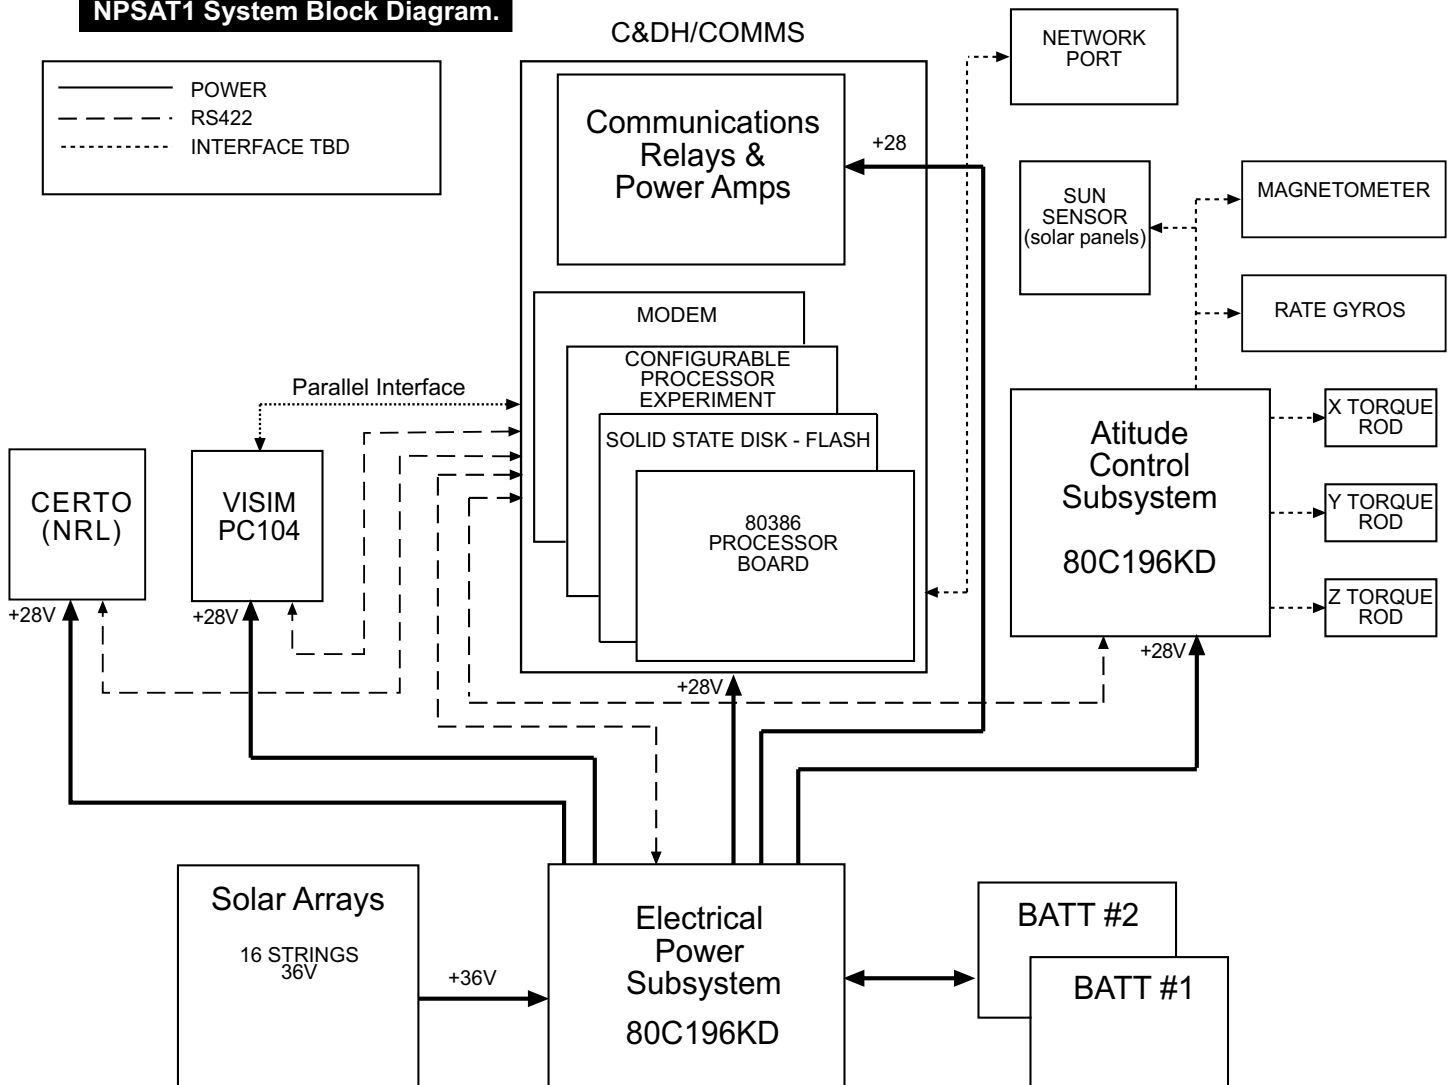 NPSAT1 System Block Diagram.
POWER
RS422
INTERFACE TBD
C&DH/COMMS
Communications
Relays &
Power Amps
+28
NETWORK
PORT
SUN
SENSOR
(solar panels)
MAGNETOMETER
RATE GYROS
MODEM
CONFIGURABLE
PROCESSOR
EXPERIMENT
SOLID STATE DISK - FLASH
80386
PROCESSOR
BOARD
Parallel Interface
CERTO
(NRL)
VISIM
PC104
+28V
+28V
Atitude
Control
Subsystem
80C196KD
X TORQUE
ROD
Y TORQUE
ROD
Z TORQUE
ROD
+28V
+28V
Solar Arrays
16 STRINGS
36V
+36V
Electrical
Power
Subsystem
80C196KD
BATT #2
BATT #1